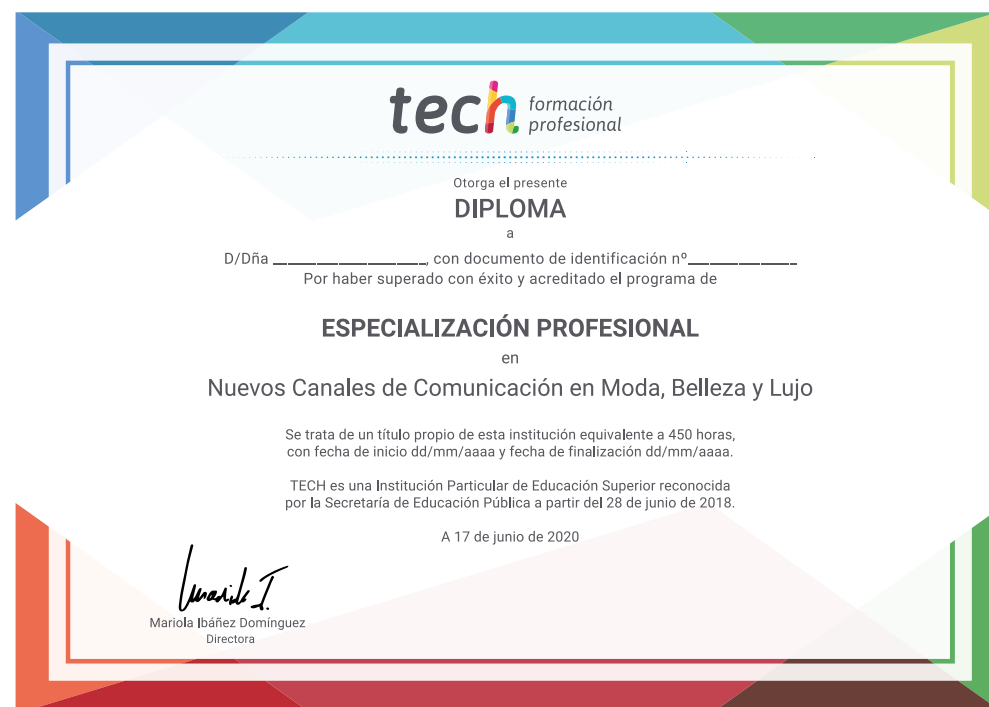 tech formación
profesional
Otorga el presente
DIPLOMA
a
D/Dña ____________________, con documento de identificación nº______________
Por haber superado con éxito y acreditado el programa de
ESPECIALIZACIÓN PROFESIONAL
en
Nuevos Canales de Comunicación en Moda, Belleza y Lujo
Se trata de un título propio de esta institución equivalente a 450 horas,
con fecha de inicio dd/mm/aaaa y fecha de finalización dd/mm/aaaa.
TECH es una Institución Particular de Educación Superior reconocida
por la Secretaría de Educación Pública a partir del 28 de junio de 2018.
A 17 de junio de 2020
Mariola Ibáñez Domínguez
Directora